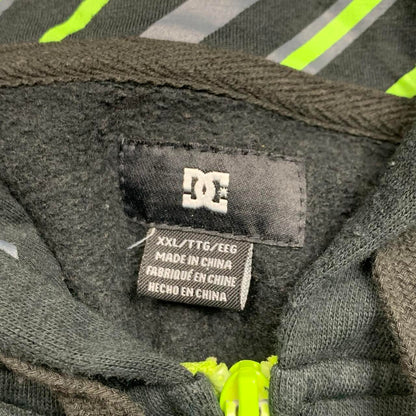 DC
XXL/TTG/EEG
MADE IN CHINA
FABRIQUÉ EN CHINE
HECHO EN CHINA